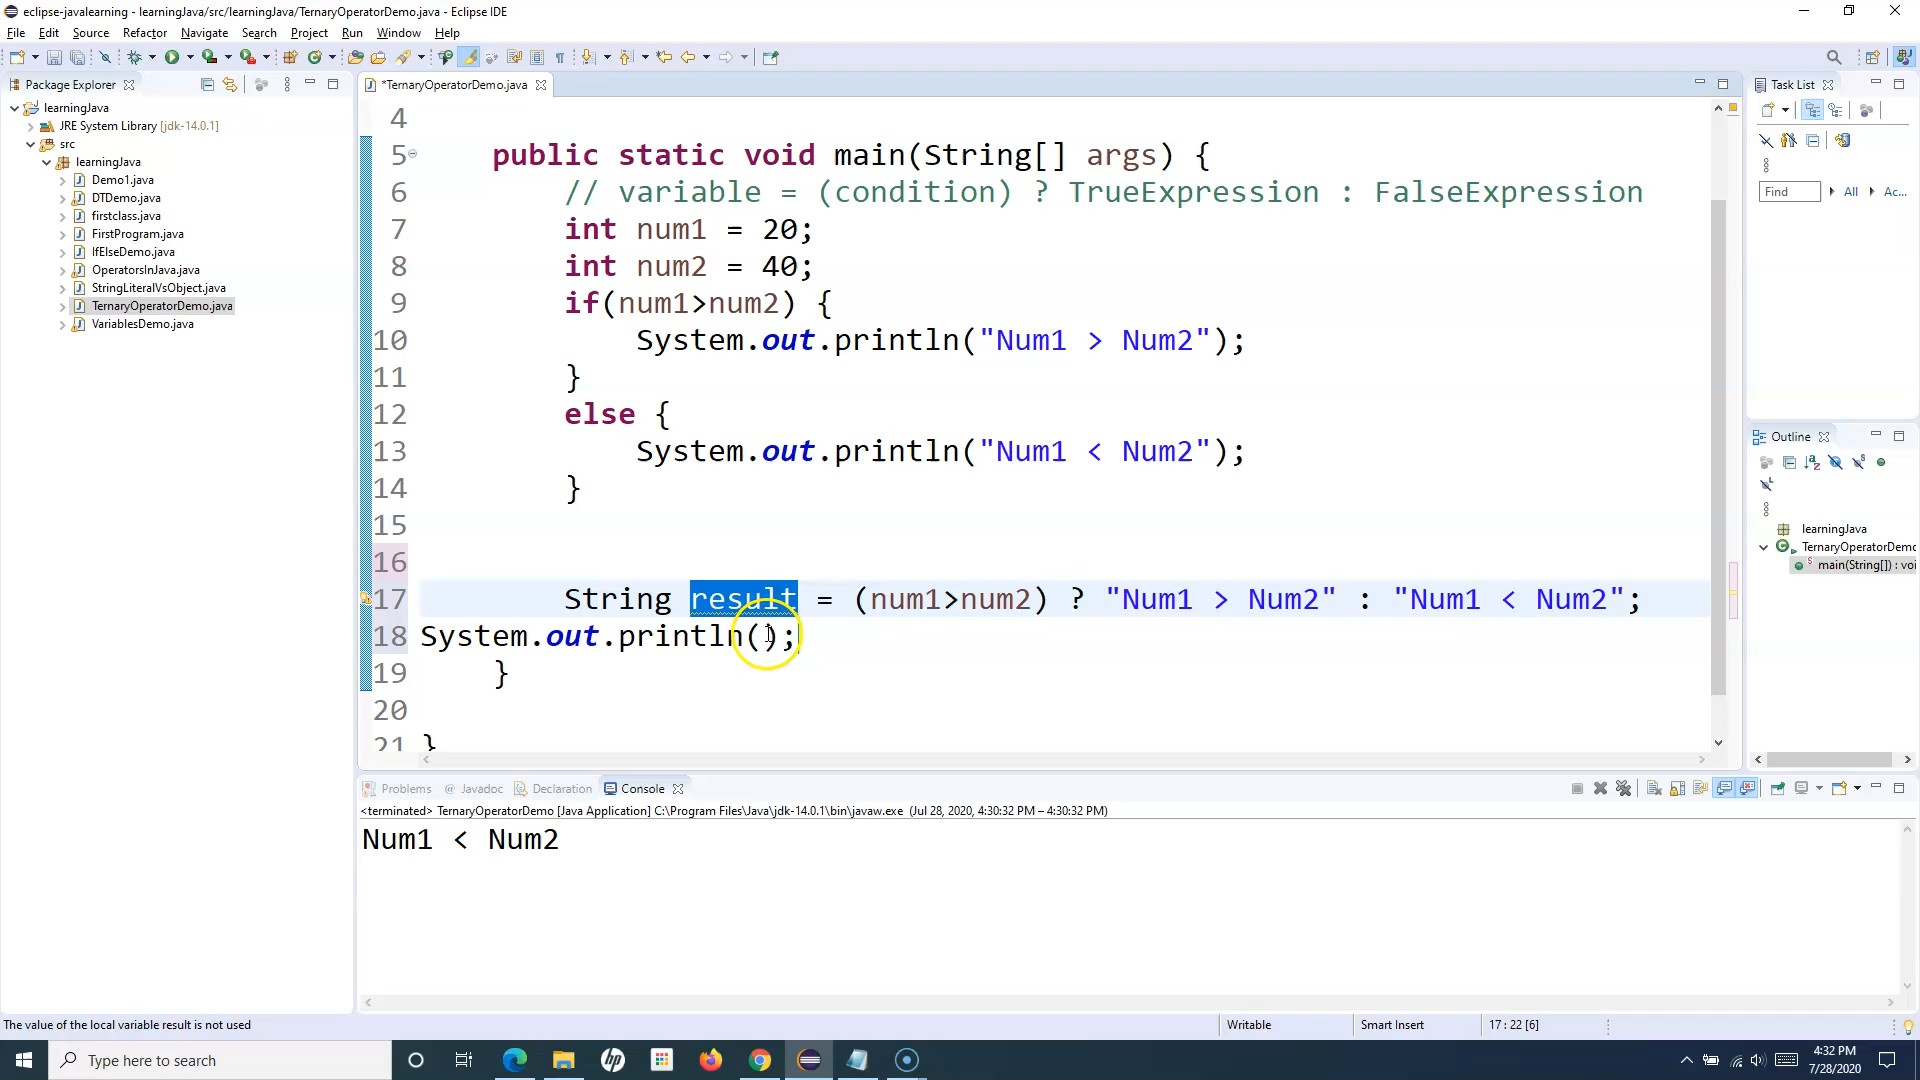 eclipse-javalearning - learningJava/src/learningJava/TernaryOperatorDemo.java - Eclipse IDE
File Edit Source Refactor Navigate Search Project Run Window Help
Package Explorer
learningJava
JRE System Library [jdk-14.0.1]
src
learningJava
Demo1.java
DTDemo.java
firstclass.java
FirstProgram.java
IfElseDemo.java
OperatorsInJava.java
StringLiteralVsObject.java
TernaryOperatorDemo.java
VariablesDemo.java
*TernaryOperatorDemo.java
4
5 public static void main(String[] args) {
6 // variable = (condition) ? TrueExpression : FalseExpression
7 int num1 = 20;
8 int num2 = 40;
9 if(num1>num2) {
10 System.out.println("Num1 > Num2");
11 }
12 else {
13 System.out.println("Num1 < Num2");
14 }
15
16
17 String result = (num1>num2) ? "Num1 > Num2" : "Num1 < Num2";
18 System.out.println();
19 }
20
21 }
Task List
Find All Ac...
Outline
learningJava
TernaryOperatorDemo
main(String[]) : voi
Problems Javadoc Declaration Console
<terminated> TernaryOperatorDemo [Java Application] C:\Program Files\Java\jdk-14.0.1\bin\javaw.exe (Jul 28, 2020, 4:30:32 PM – 4:30:32 PM)
Num1 < Num2
The value of the local variable result is not used
Writable
Smart Insert
17 : 22 [6]
Type here to search
hp
4:32 PM
7/28/2020